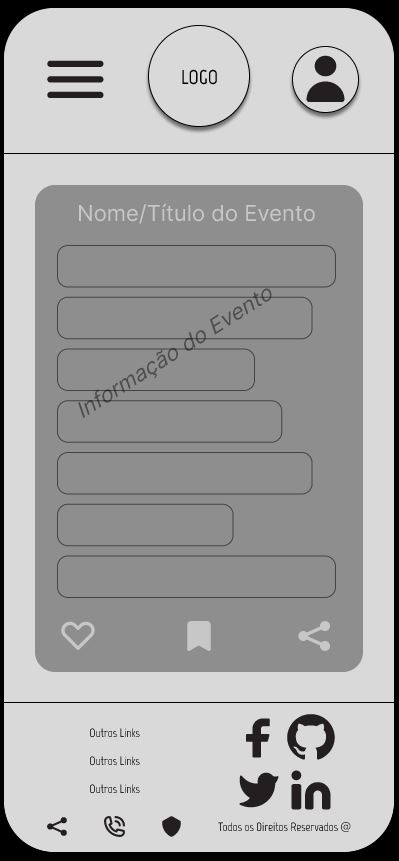 LOGO
Nome/Título do Evento
Informação do Evento
Outros Links
Outros Links
Outros Links
Todos os Direitos Reservados @